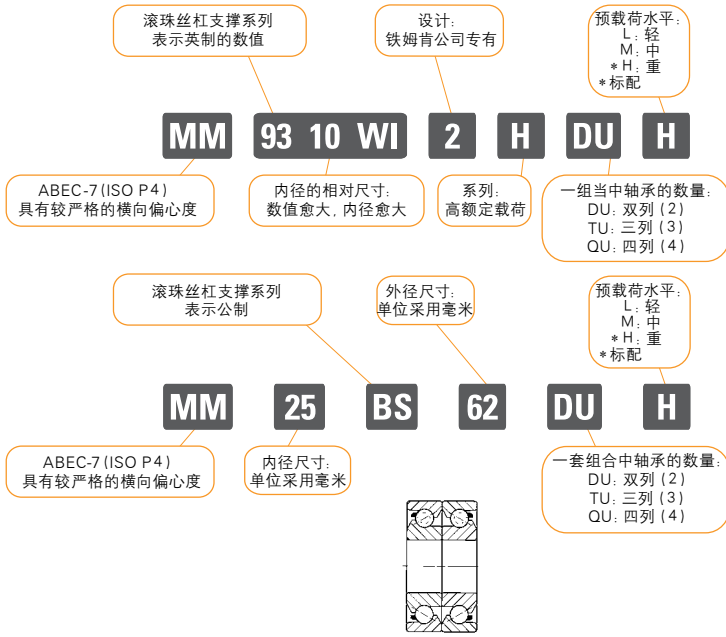 滚珠丝杠支撑系列
表示英制的数值
设计:
铁姆肯公司专有
预载荷水平:
L: 轻
M: 中
*H: 重
*标配
MM 93 10 WI 2 H DU H
ABEC-7(ISO P4)
具有较严格的横向偏心度
内径的相对尺寸:
数值愈大, 内径愈大
系列:
高额定载荷
一组当中轴承的数量:
DU: 双列(2)
TU: 三列(3)
QU: 四列(4)
滚珠丝杠支撑系列
表示公制
外径尺寸:
单位采用毫米
预载荷水平:
L: 轻
M: 中
*H: 重
*标配
MM 25 BS 62 DU H
ABEC-7(ISO P4)
具有较严格的横向偏心度
内径尺寸:
单位采用毫米
一套组合中轴承的数量:
DU: 双列(2)
TU: 三列(3)
QU: 四列(4)